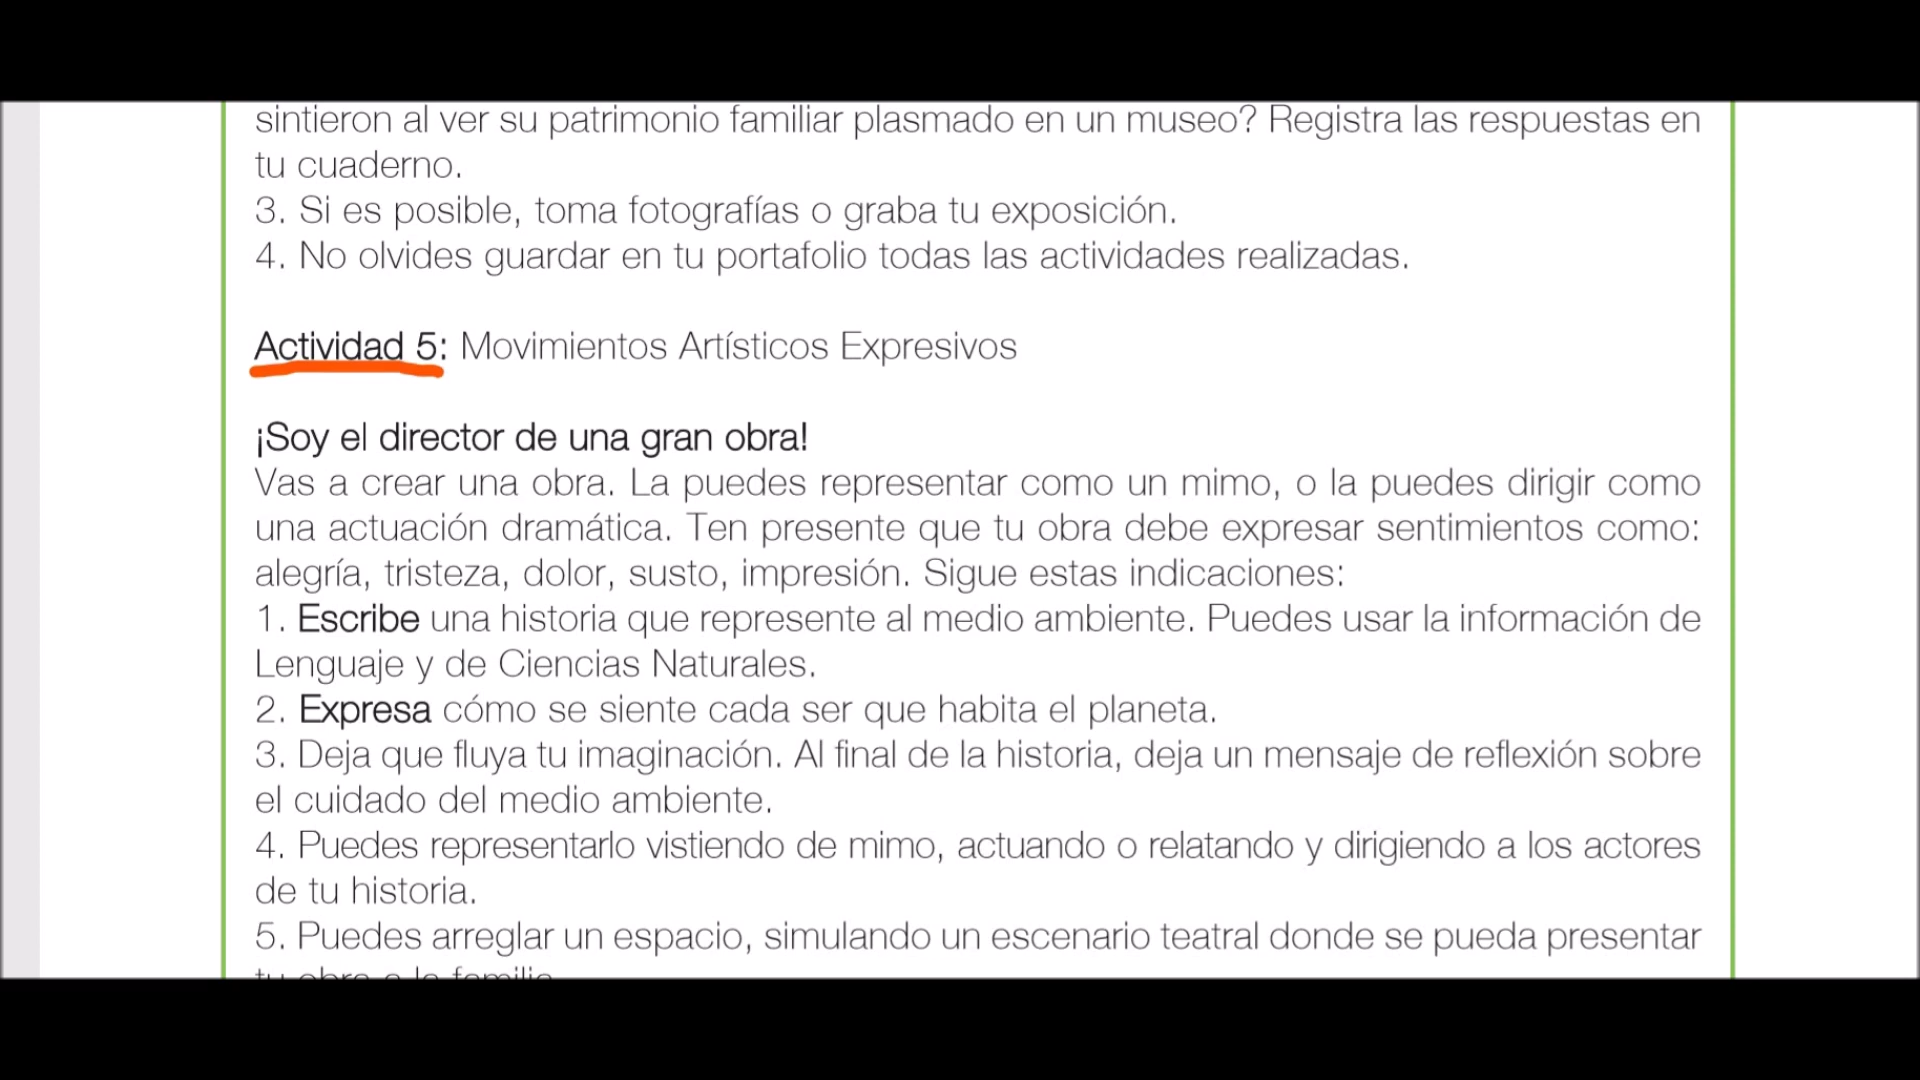 sintieron al ver su patrimonio familiar plasmado en un museo? Registra las respuestas en
tu cuaderno.
3. Si es posible, toma fotografías o graba tu exposición.
4. No olvides guardar en tu portafolio todas las actividades realizadas.
Actividad 5: Movimientos Artísticos Expresivos
¡Soy el director de una gran obra!
Vas a crear una obra. La puedes representar como un mimo, o la puedes dirigir como
una actuación dramática. Ten presente que tu obra debe expresar sentimientos como:
alegría, tristeza, dolor, susto, impresión. Sigue estas indicaciones:
1. Escribe una historia que represente al medio ambiente. Puedes usar la información de
Lenguaje y de Ciencias Naturales.
2. Expresa cómo se siente cada ser que habita el planeta.
3. Deja que fluya tu imaginación. Al final de la historia, deja un mensaje de reflexión sobre
el cuidado del medio ambiente.
4. Puedes representarlo vistiendo de mimo, actuando o relatando y dirigiendo a los actores
de tu historia.
5. Puedes arreglar un espacio, simulando un escenario teatral donde se pueda presentar
tu obra a la familia